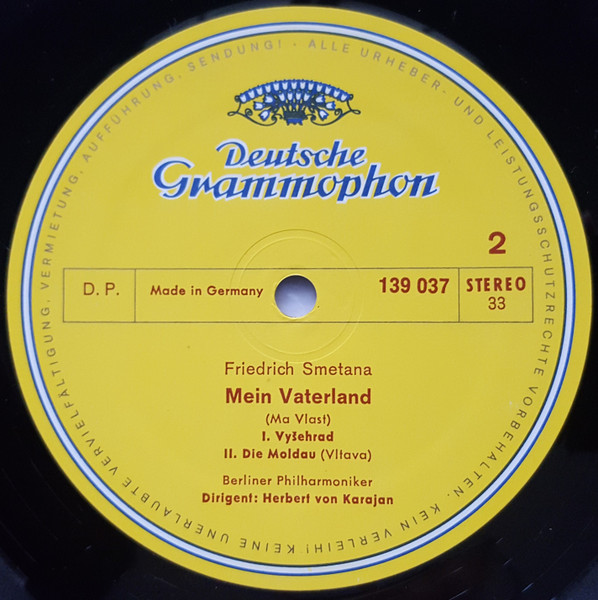 ALLE URHEBER- UND LEISTUNGSSCHUTZRECHTE VORBEHALTEN. KEIN VERLEIH! KEINE UNERLAUBTE VERVIELFÄLTIGUNG, VERMIETUNG, AUFFÜHRUNG, SENDUNG! -
Deutsche
Grammophon
2
D. P.
Made in Germany
139 037
STEREO
33
Friedrich Smetana
Mein Vaterland
(Ma Vlast)
I. Vyšehrad
II. Die Moldau (Vltava)
Berliner Philharmoniker
Dirigent: Herbert von Karajan